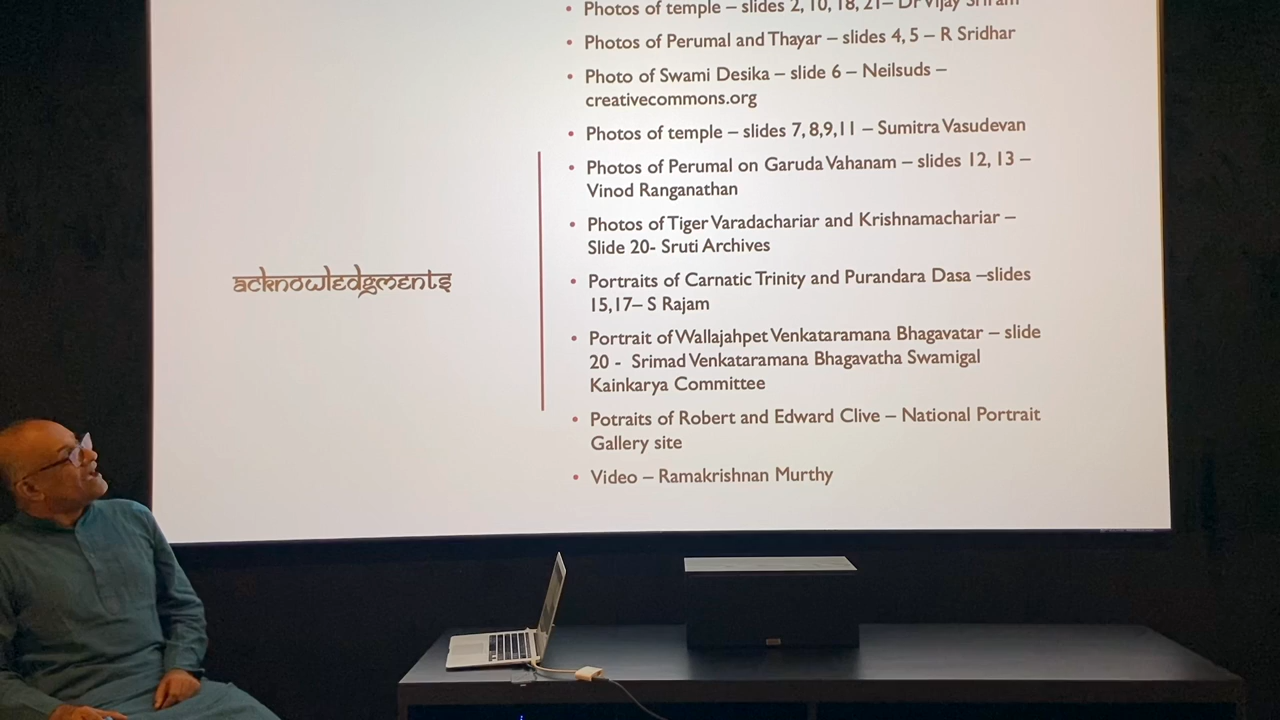 • Photos of temple – slides 2, 10, 18, 21– Dr Vijay Sriram
• Photos of Perumal and Thayar – slides 4, 5 – R Sridhar
• Photo of Swami Desika – slide 6 – Neilsuds –
creativecommons.org
• Photos of temple – slides 7, 8,9,11 – Sumitra Vasudevan
• Photos of Perumal on Garuda Vahanam – slides 12, 13 –
Vinod Ranganathan
• Photos of Tiger Varadachariar and Krishnamachariar –
Slide 20- Sruti Archives
acknowledgments
• Portraits of Carnatic Trinity and Purandara Dasa –slides
15,17– S Rajam
• Portrait of Wallajahpet Venkataramana Bhagavatar – slide
20 - Srimad Venkataramana Bhagavatha Swamigal
Kainkarya Committee
• Potraits of Robert and Edward Clive – National Portrait
Gallery site
• Video – Ramakrishnan Murthy